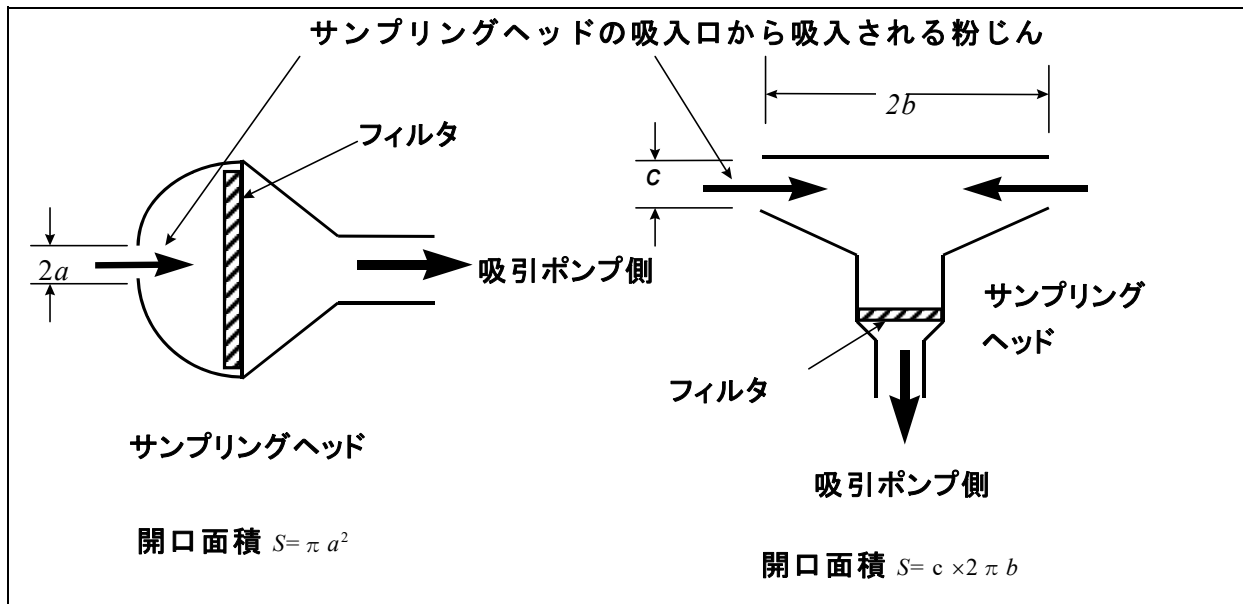 サンプリングヘッドの吸入口から吸入される粉じん
2b
フィルタ
c
2a
吸引ポンプ側
サンプリング
ヘッド
フィルタ
サンプリングヘッド
吸引ポンプ側
開口面積 S= π a²
開口面積 S= c ×2 π b